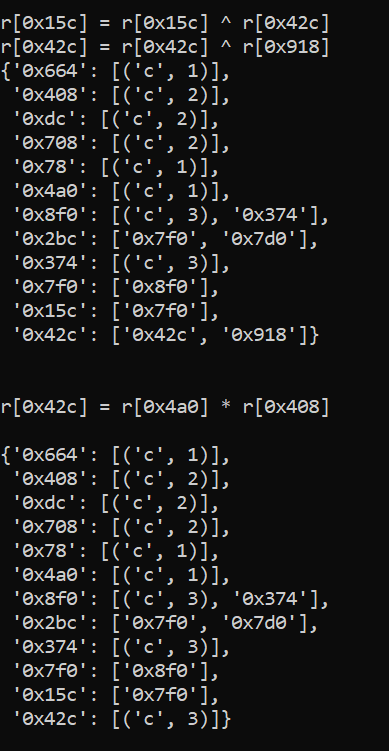 r[0x15c] = r[0x15c] ^ r[0x42c]
r[0x42c] = r[0x42c] ^ r[0x918]
{'0x664': [('c', 1)],
 '0x408': [('c', 2)],
 '0xdc': [('c', 2)],
 '0x708': [('c', 2)],
 '0x78': [('c', 1)],
 '0x4a0': [('c', 1)],
 '0x8f0': [('c', 3), '0x374'],
 '0x2bc': ['0x7f0', '0x7d0'],
 '0x374': [('c', 3)],
 '0x7f0': ['0x8f0'],
 '0x15c': ['0x7f0'],
 '0x42c': ['0x42c', '0x918']}
r[0x42c] = r[0x4a0] * r[0x408]
{'0x664': [('c', 1)],
 '0x408': [('c', 2)],
 '0xdc': [('c', 2)],
 '0x708': [('c', 2)],
 '0x78': [('c', 1)],
 '0x4a0': [('c', 1)],
 '0x8f0': [('c', 3), '0x374'],
 '0x2bc': ['0x7f0', '0x7d0'],
 '0x374': [('c', 3)],
 '0x7f0': ['0x8f0'],
 '0x15c': ['0x7f0'],
 '0x42c': [('c', 3)]}